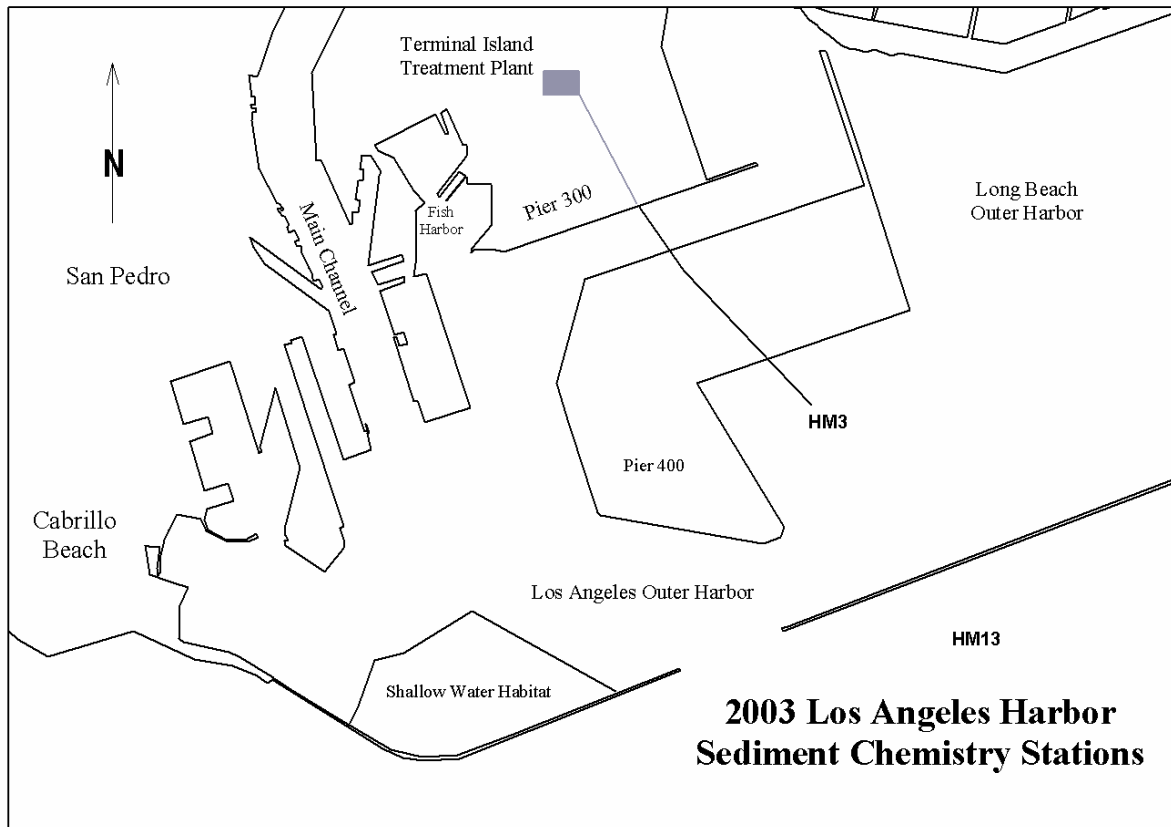 Terminal Island
Treatment Plant
N
Long Beach
Outer Harbor
Pier 300
Fish
Harbor
Main Channel
San Pedro
HM3
Pier 400
Cabrillo
Beach
Los Angeles Outer Harbor
HM13
Shallow Water Habitat
2003 Los Angeles Harbor
Sediment Chemistry Stations